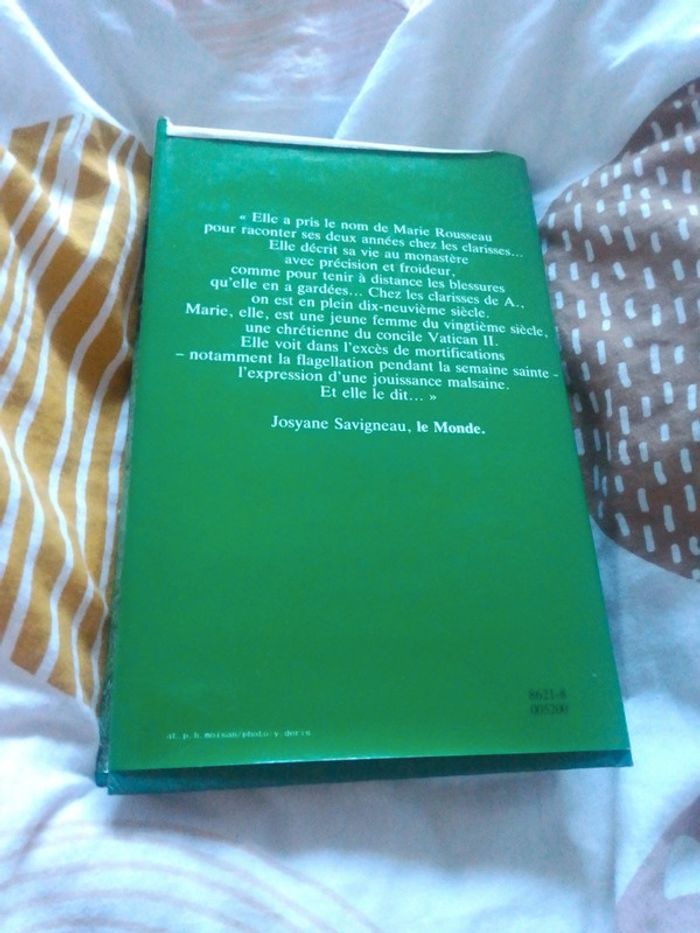 « Elle a pris le nom de Marie Rousseau
pour raconter ses deux années chez les clarisses...
Elle décrit sa vie au monastère
avec précision et froideur,
comme pour tenir à distance les blessures
qu'elle en a gardées... Chez les clarisses de A.,
on est en plein dix-neuvième siècle.
Marie, elle, est une jeune femme du vingtième siècle,
une chrétienne du concile Vatican II.
Elle voit dans l'excès de mortifications
– notamment la flagellation pendant la semaine sainte –
l'expression d'une jouissance malsaine.
Et elle le dit... »
Josyane Savigneau, le Monde.
8621-8
005200
at.p.h.moisan/photo-y deris